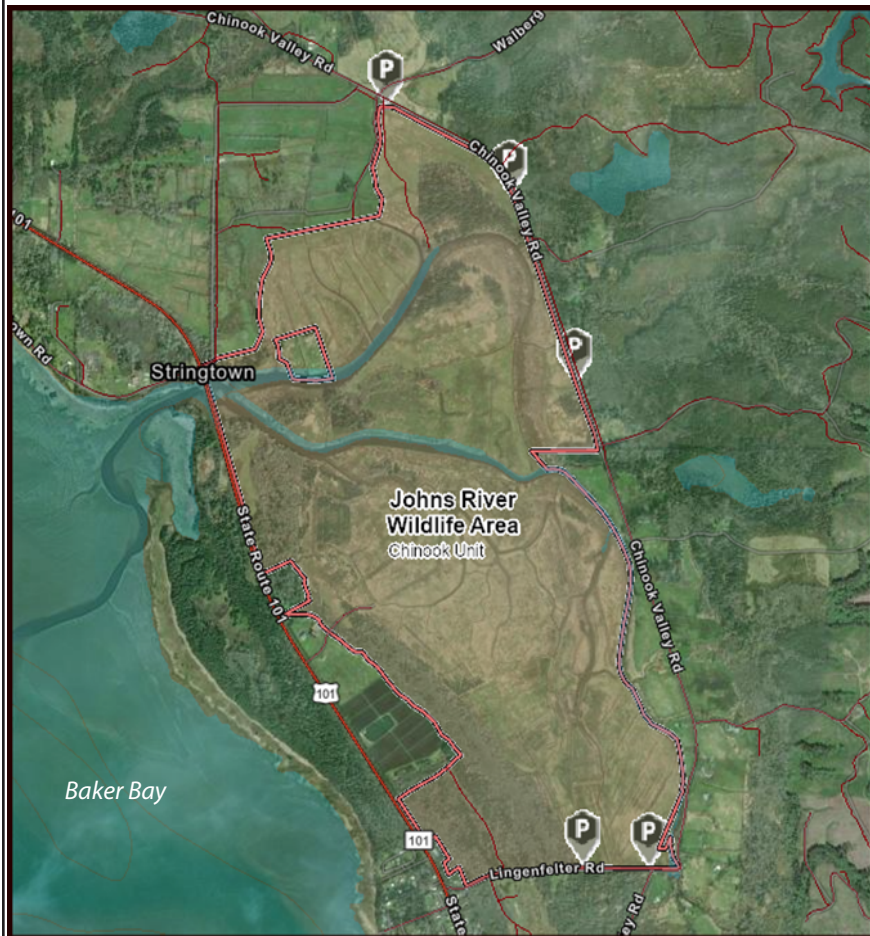 Chinook Valley Rd
Walberg
P
P
Chinook Valley Rd
101
P
own Rd
Stringtown
Johns River
Wildlife Area
Chinook Unit
State Route 101
Chinook Valley Rd
101
Baker Bay
101
P
P
Lingenfelter Rd
State
ley Rd